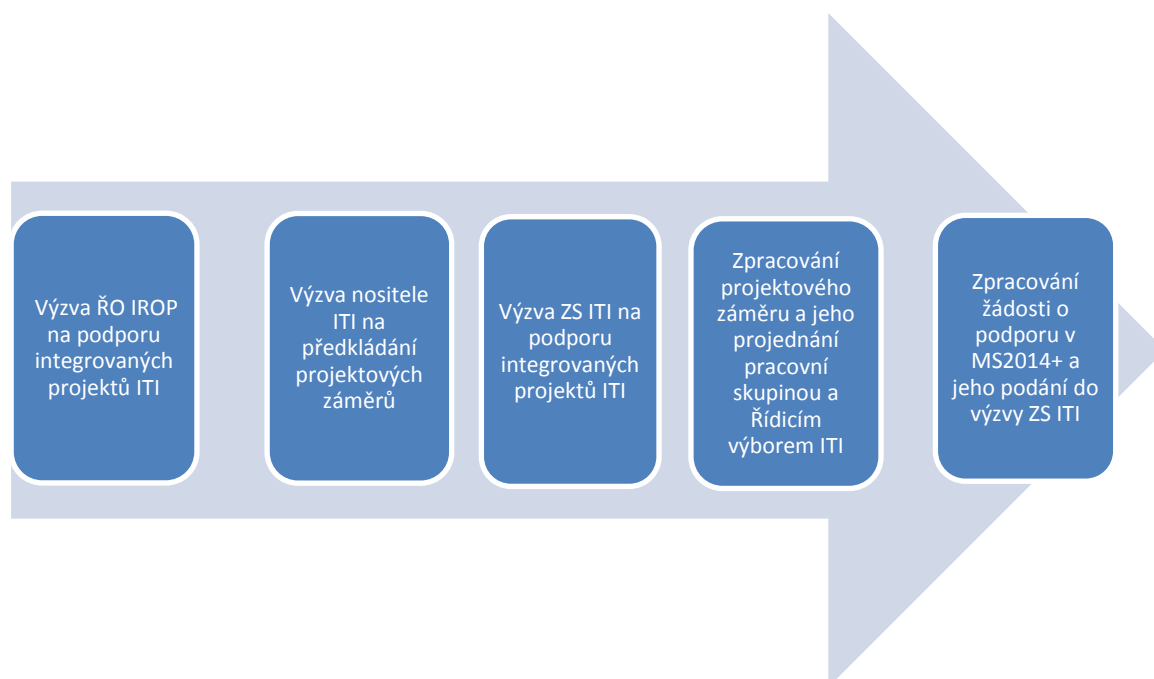 Výzva ŘO IROP
na podporu
integrovaných
projektů ITI
Výzva nositele
ITI na
předkládání
projektových
záměrů
Výzva ZS ITI na
podporu
integrovaných
projektů ITI
Zpracování
projektového
záměru a jeho
projednání
pracovní
skupinou a
Řídicím
výborem ITI
Zpracování
žádosti o
podporu v
MS2014+ a
jeho podání do
výzvy ZS ITI